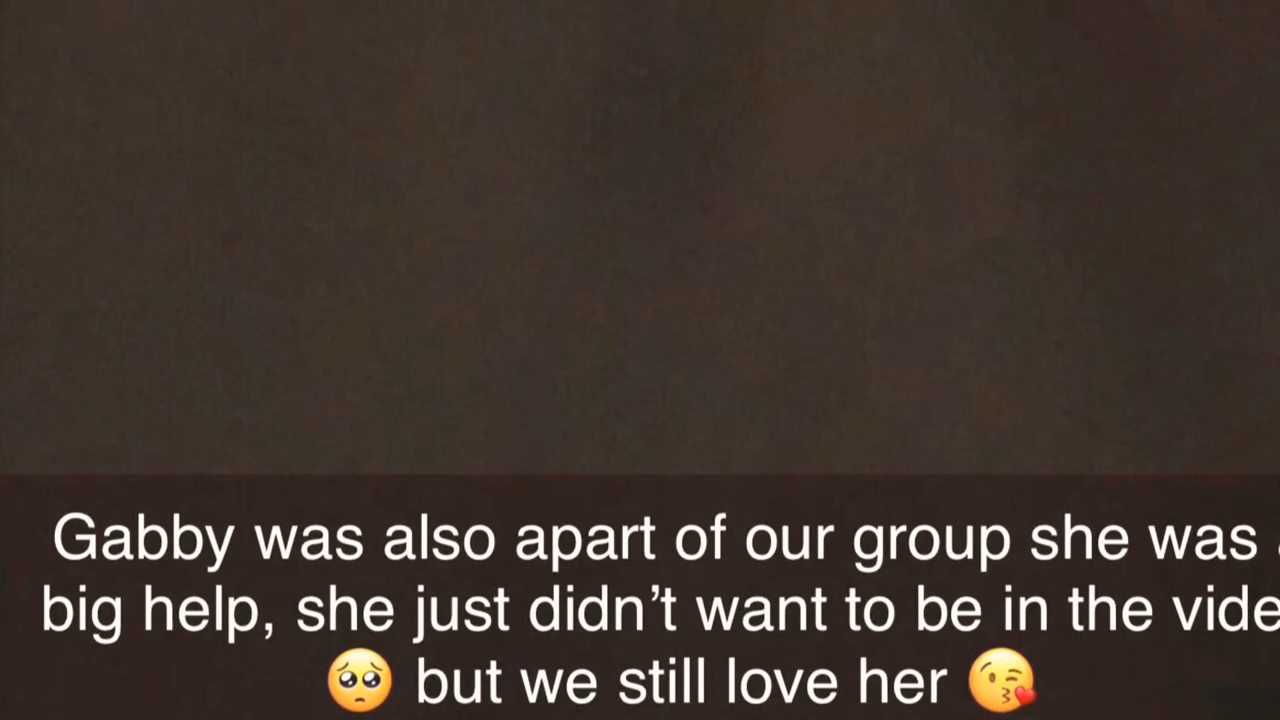 Gabby was also apart of our group she was
big help, she just didn’t want to be in the
🥺 but we still love her 😘